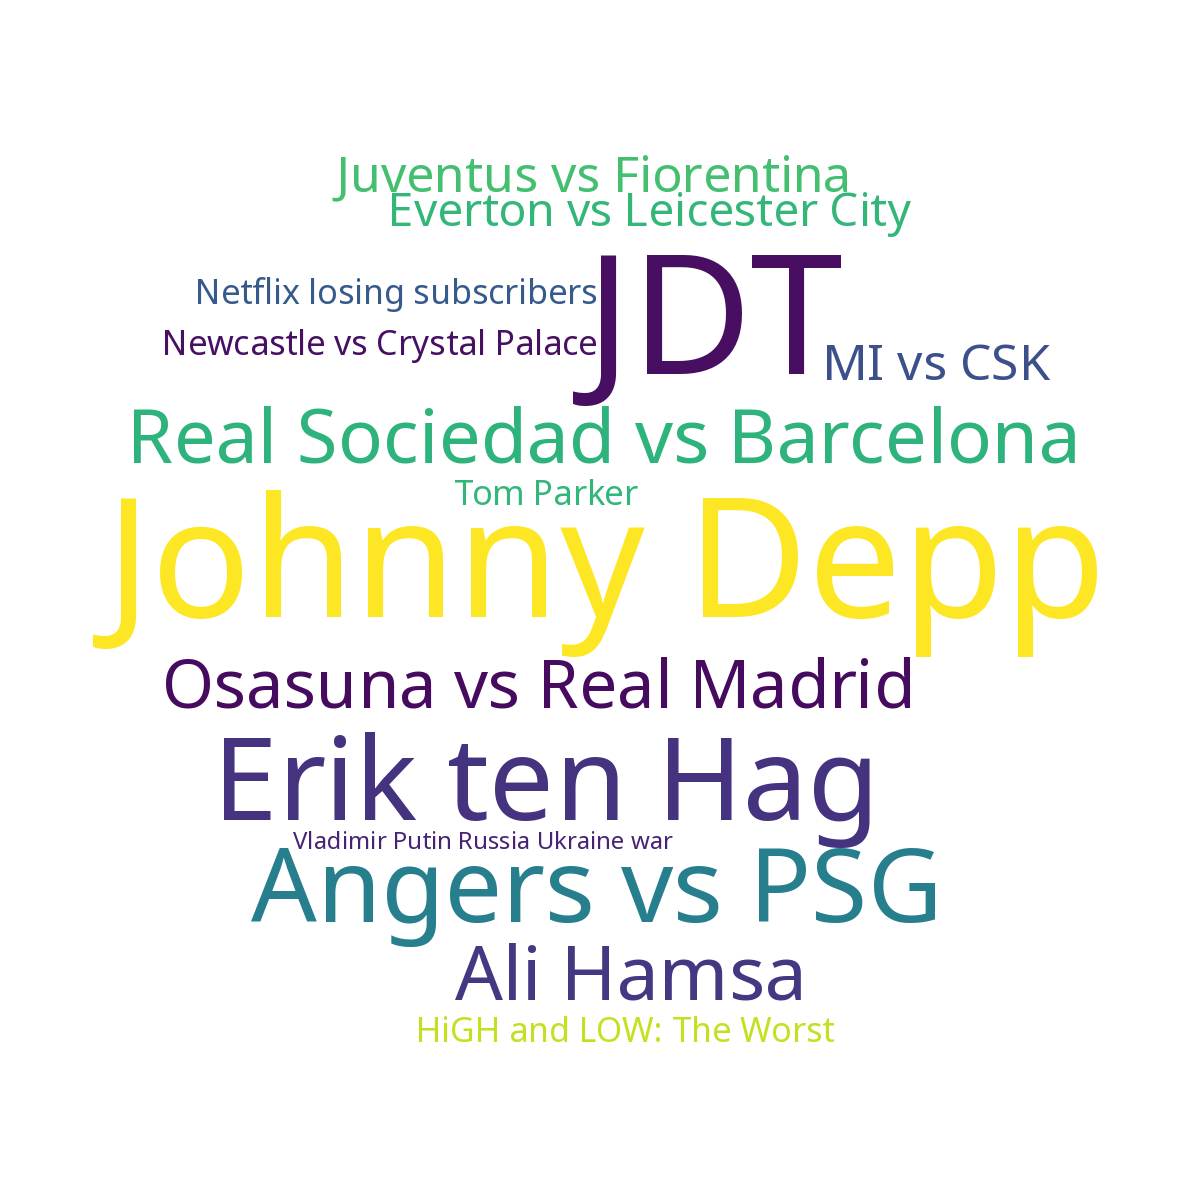 Juventus vs Fiorentina
Everton vs Leicester City
JDT
Netflix losing subscribers
Newcastle vs Crystal Palace
MI vs CSK
Real Sociedad vs Barcelona
Tom Parker
Johnny Depp
Osasuna vs Real Madrid
Erik ten Hag
Vladimir Putin Russia Ukraine war
Angers vs PSG
Ali Hamsa
HiGH and LOW: The Worst